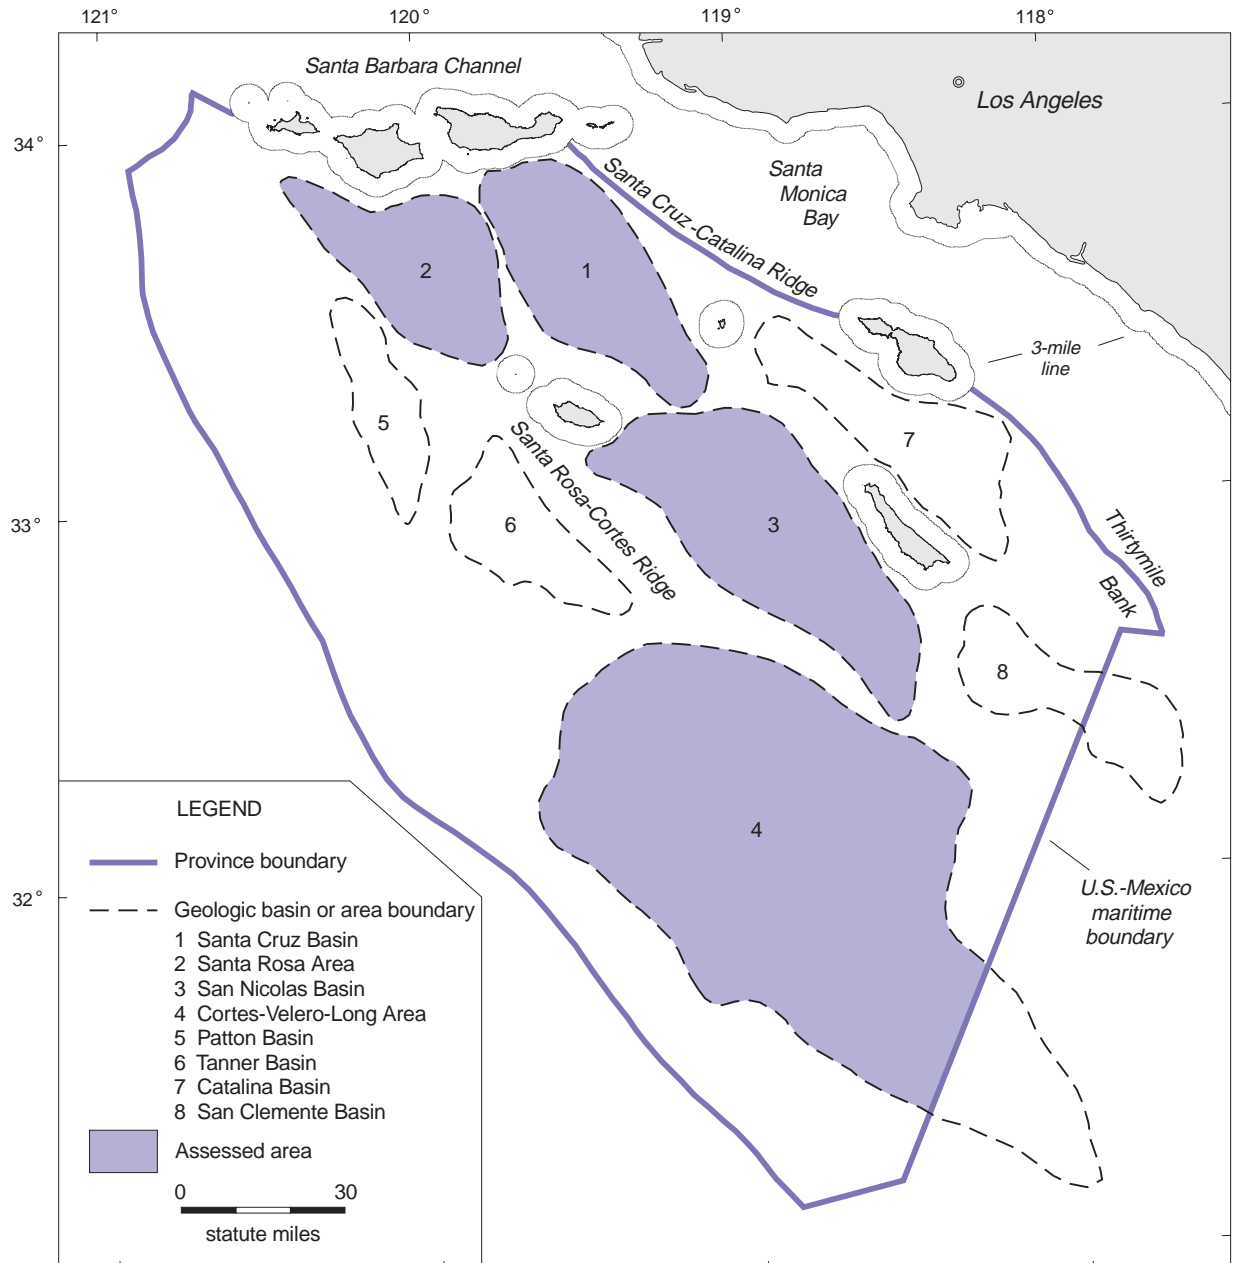 121° 120° 119° 118°
Santa Barbara Channel
Los Angeles
34°
Santa
Monica
Bay
Santa Cruz-Catalina Ridge
2
1
3-mile
line
5
7
Santa Rosa-Cortes Ridge
33°
6
3
Thirtymile
Bank
8
4
U.S.-Mexico
maritime
boundary
32°
LEGEND
Province boundary
Geologic basin or area boundary
1 Santa Cruz Basin
2 Santa Rosa Area
3 San Nicolas Basin
4 Cortes-Velero-Long Area
5 Patton Basin
6 Tanner Basin
7 Catalina Basin
8 San Clemente Basin
Assessed area
0 30
statute miles